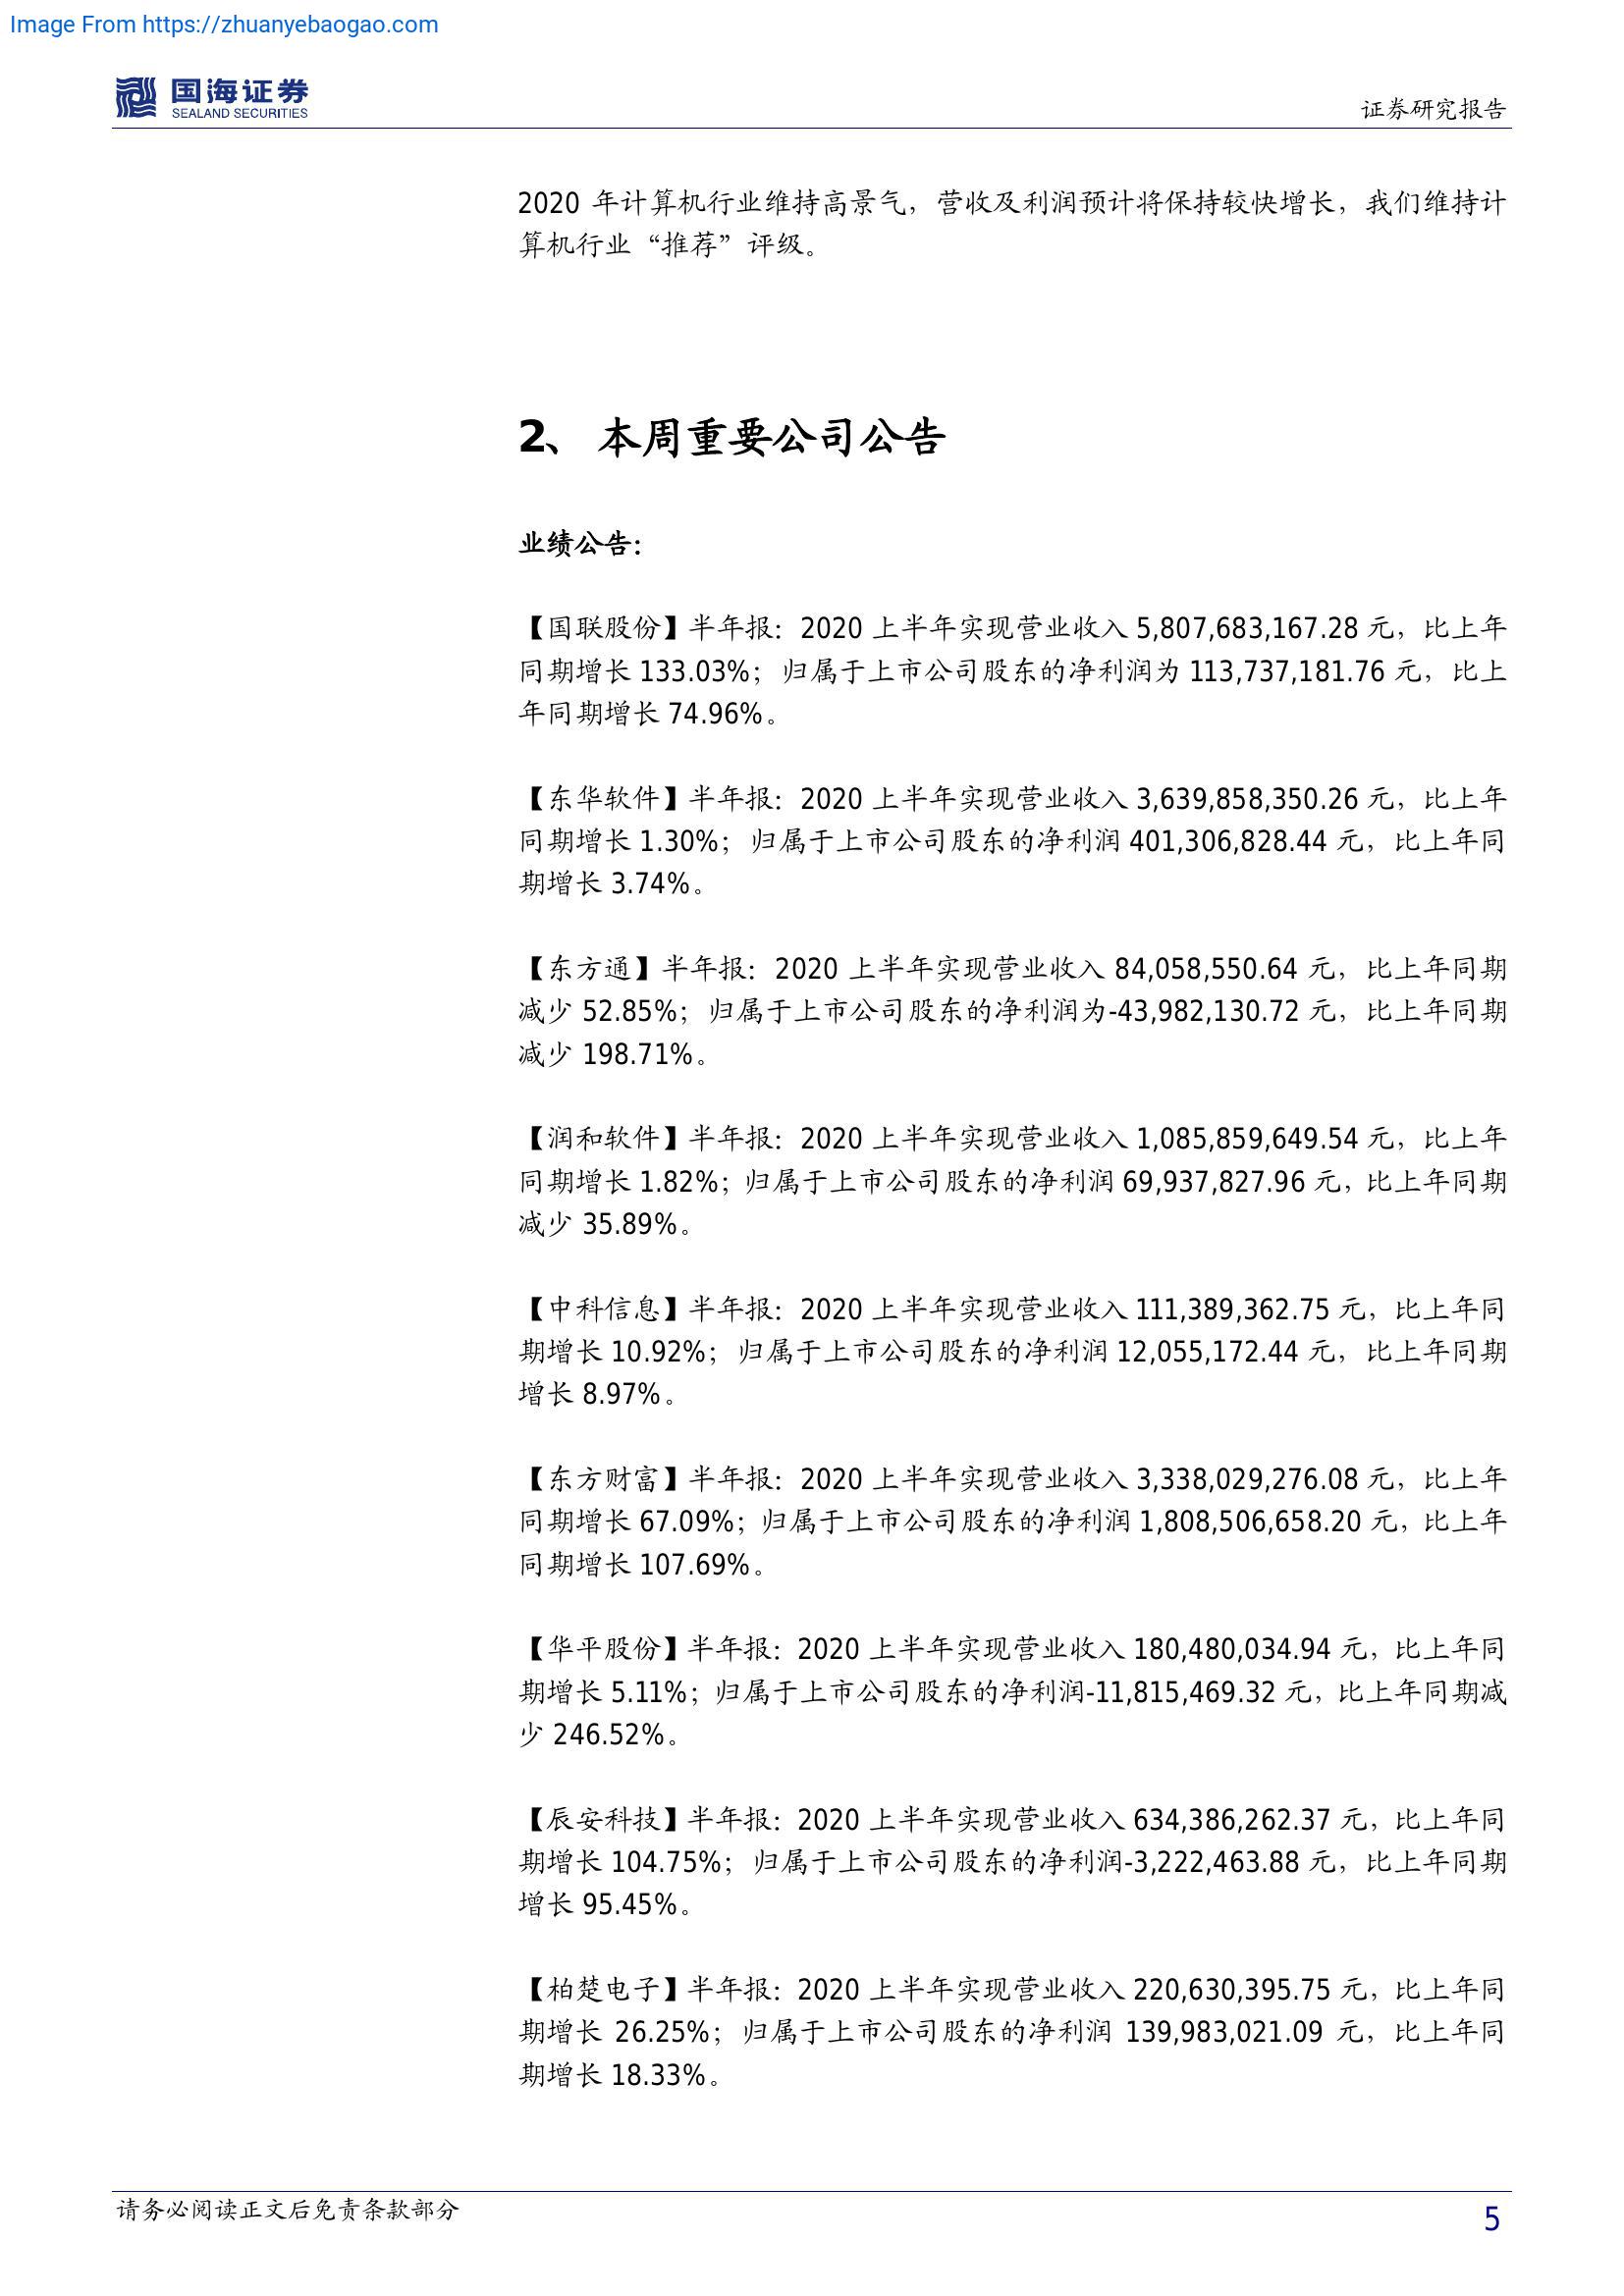 Image From https://zhuanyebaogao.com
国海证券
SEALAND SECURITIES
证券研究报告
2020 年计算机行业维持高景气，营收及利润预计将保持较快增长，我们维持计
算机行业“推荐”评级。
2、 本周重要公司公告
业绩公告：
【国联股份】半年报：2020 上半年实现营业收入 5,807,683,167.28 元，比上年
同期增长 133.03%；归属于上市公司股东的净利润为 113,737,181.76 元，比上
年同期增长 74.96%。
【东华软件】半年报：2020 上半年实现营业收入 3,639,858,350.26 元，比上年
同期增长 1.30%；归属于上市公司股东的净利润 401,306,828.44 元，比上年同
期增长 3.74%。
【东方通】半年报：2020 上半年实现营业收入 84,058,550.64 元，比上年同期
减少 52.85%；归属于上市公司股东的净利润为-43,982,130.72 元，比上年同期
减少 198.71%。
【润和软件】半年报：2020 上半年实现营业收入 1,085,859,649.54 元，比上年
同期增长 1.82%；归属于上市公司股东的净利润 69,937,827.96 元，比上年同期
减少 35.89%。
【中科信息】半年报：2020 上半年实现营业收入 111,389,362.75 元，比上年同
期增长 10.92%；归属于上市公司股东的净利润 12,055,172.44 元，比上年同期
增长 8.97%。
【东方财富】半年报：2020 上半年实现营业收入 3,338,029,276.08 元，比上年
同期增长 67.09%；归属于上市公司股东的净利润 1,808,506,658.20 元，比上年
同期增长 107.69%。
【华平股份】半年报：2020 上半年实现营业收入 180,480,034.94 元，比上年同
期增长 5.11%；归属于上市公司股东的净利润-11,815,469.32 元，比上年同期减
少 246.52%。
【辰安科技】半年报：2020 上半年实现营业收入 634,386,262.37 元，比上年同
期增长 104.75%；归属于上市公司股东的净利润-3,222,463.88 元，比上年同期
增长 95.45%。
【柏楚电子】半年报：2020 上半年实现营业收入 220,630,395.75 元，比上年同
期增长 26.25%；归属于上市公司股东的净利润 139,983,021.09 元，比上年同
期增长 18.33%。
请务必阅读正文后免责条款部分
5